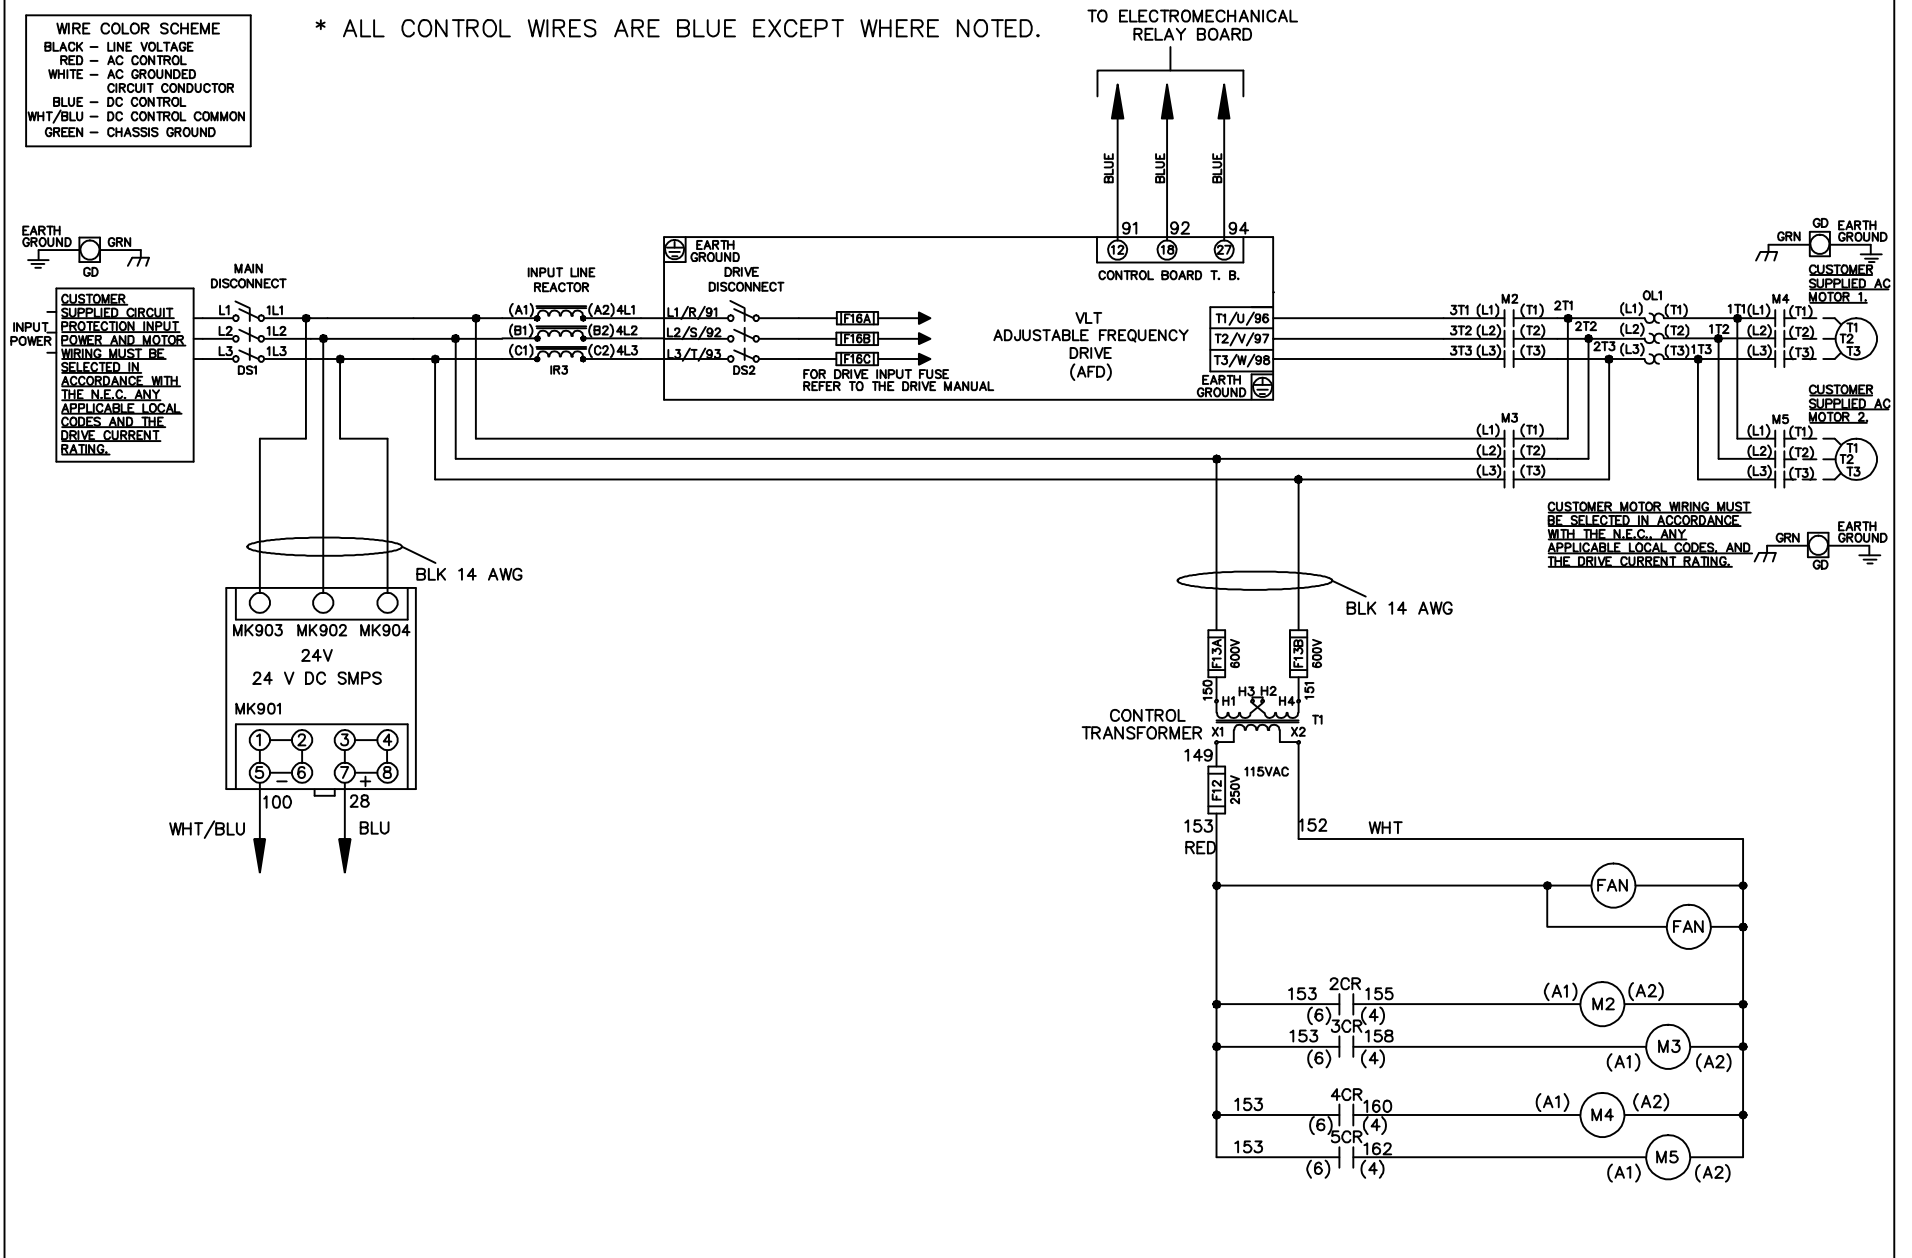 WIRE COLOR SCHEME
BLACK – LINE VOLTAGE
RED – AC CONTROL
WHITE – AC GROUNDED
CIRCUIT CONDUCTOR
BLUE – DC CONTROL
WHT/BLU – DC CONTROL COMMON
GREEN – CHASSIS GROUND
* ALL CONTROL WIRES ARE BLUE EXCEPT WHERE NOTED.
TO ELECTROMECHANICAL
RELAY BOARD
BLUE
BLUE
BLUE
91 92 94
12 18 27
CONTROL BOARD T. B.
EARTH
GROUND
GRN
GD
INPUT
POWER
CUSTOMER
SUPPLIED CIRCUIT
PROTECTION INPUT
POWER AND MOTOR
WIRING MUST BE
SELECTED IN
ACCORDANCE WITH
THE N.E.C. ANY
APPLICABLE LOCAL
CODES AND THE
DRIVE CURRENT
RATING.
MAIN
DISCONNECT
L1 1L1
L2 1L2
L3 1L3
DS1
INPUT LINE
REACTOR
(A1) (A2) 4L1
(B1) (B2) 4L2
(C1) (C2) 4L3
IR3
EARTH
GROUND
DRIVE
DISCONNECT
L1/R/91
L2/S/92
L3/T/93
DS2
F16A
F16B
F16C
FOR DRIVE INPUT FUSE
REFER TO THE DRIVE MANUAL
VLT
ADJUSTABLE FREQUENCY
DRIVE
(AFD)
T1/U/96
T2/V/97
T3/W/98
EARTH
GROUND
M2
3T1 (L1) (T1) 2T1
3T2 (L2) (T2) 2T2
3T3 (L3) (T3) 2T3
OL1
(L1) (T1) 1T1
(L2) (T2) 1T2
(L3) (T3) 1T3
M4
(L1) (T1)
(L2) (T2)
(L3) (T3)
T1
T2
T3
GD
GRN
EARTH
GROUND
CUSTOMER
SUPPLIED AC
MOTOR 1.
M3
(L1) (T1)
(L2) (T2)
(L3) (T3)
CUSTOMER
SUPPLIED AC
MOTOR 2.
M5
(L1) (T1)
(L2) (T2)
(L3) (T3)
T1
T2
T3
CUSTOMER MOTOR WIRING MUST
BE SELECTED IN ACCORDANCE
WITH THE N.E.C., ANY
APPLICABLE LOCAL CODES, AND
THE DRIVE CURRENT RATING.
GRN
GD
EARTH
GROUND
BLK 14 AWG
MK903 MK902 MK904
24V
24 V DC SMPS
MK901
1 2 3 4
5 – 6 7 + 8
100 28
WHT/BLU BLU
BLK 14 AWG
F13A
600V
F13B
600V
150
151
H1 H3 H2 H4
T1
CONTROL
TRANSFORMER
X1 X2
149
115VAC
F12
250V
153
RED
152 WHT
FAN
FAN
2CR
153 155
(6) (4)
(A1) M2 (A2)
3CR
153 158
(6) (4)
(A1) M3 (A2)
4CR
153 160
(6) (4)
(A1) M4 (A2)
5CR
153 162
(6) (4)
(A1) M5 (A2)